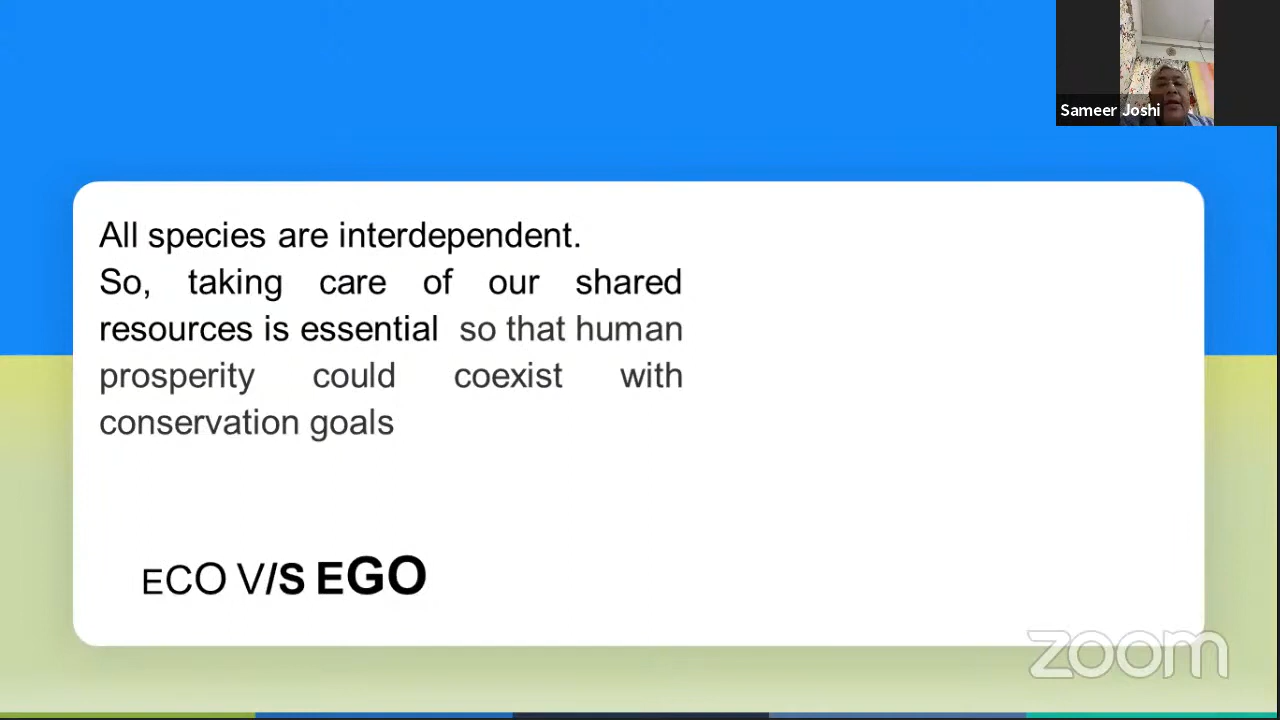 Sameer Joshi
All species are interdependent.
So, taking care of our shared
resources is essential so that human
prosperity could coexist with
conservation goals
ECO V/S EGO
zoom